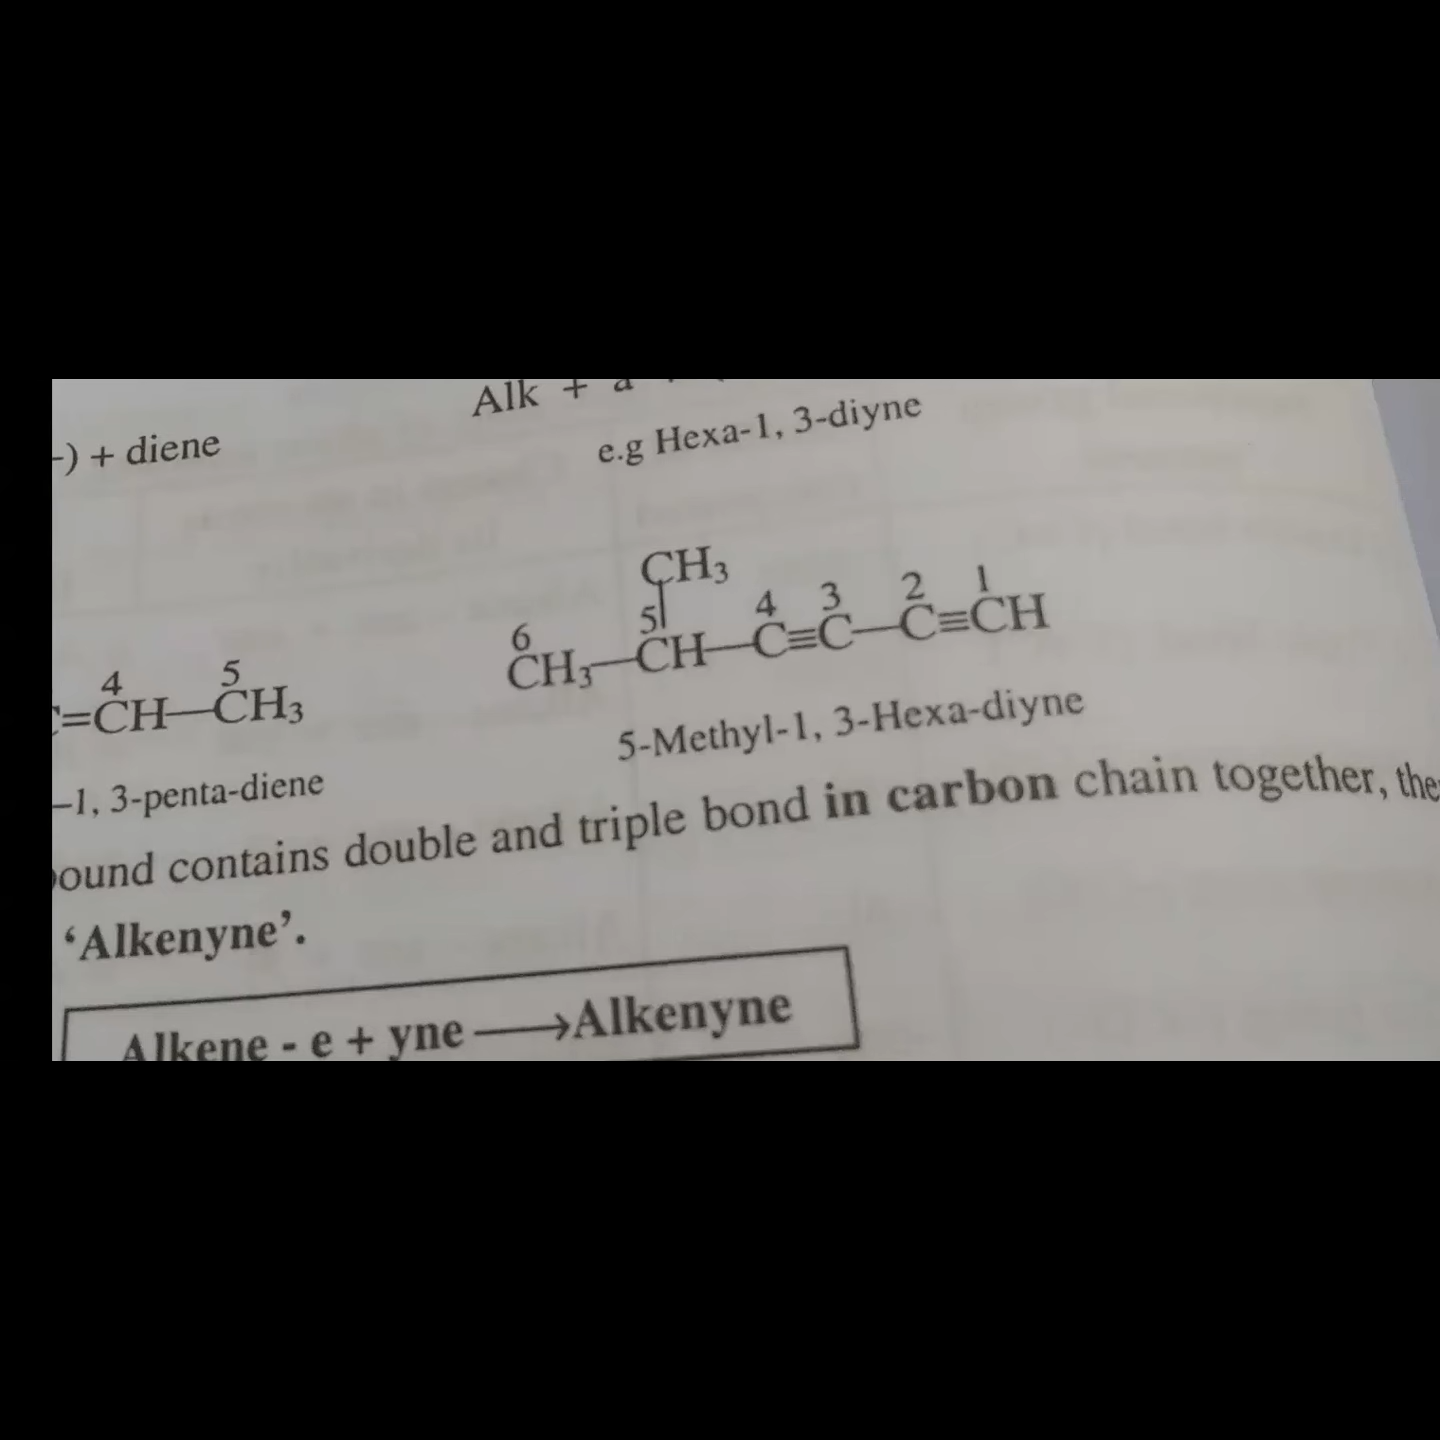 Alk + a
-) + diene
e.g Hexa-1, 3-diyne
CH₃
6 5 4 3 2 1
CH₃—CH—C≡C—C≡CH
4 5
=CH—CH₃
5-Methyl-1, 3-Hexa-diyne
–1, 3-penta-diene
ound contains double and triple bond in carbon chain together, the
‘Alkenyne’.
Alkene - e + yne ⟶Alkenyne